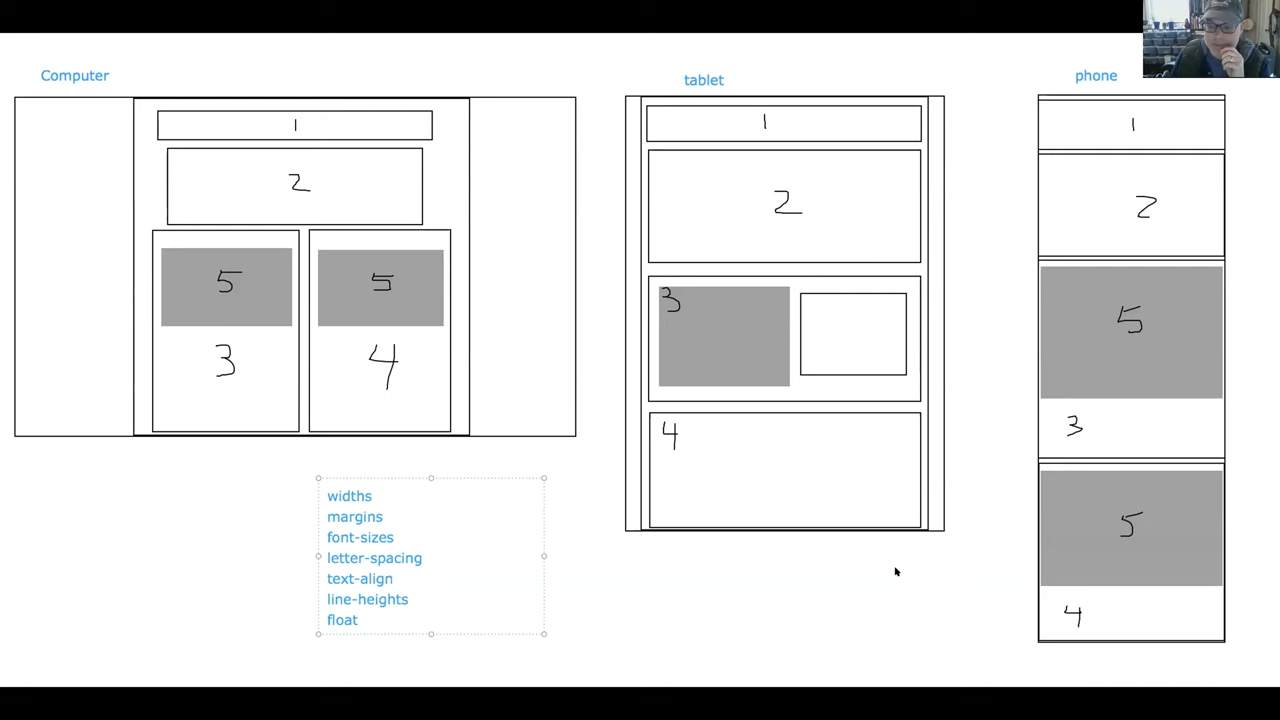 Computer
1
2
5
5
3
4
widths
margins
font-sizes
letter-spacing
text-align
line-heights
float
tablet
1
2
3
4
phone
1
2
5
3
5
4